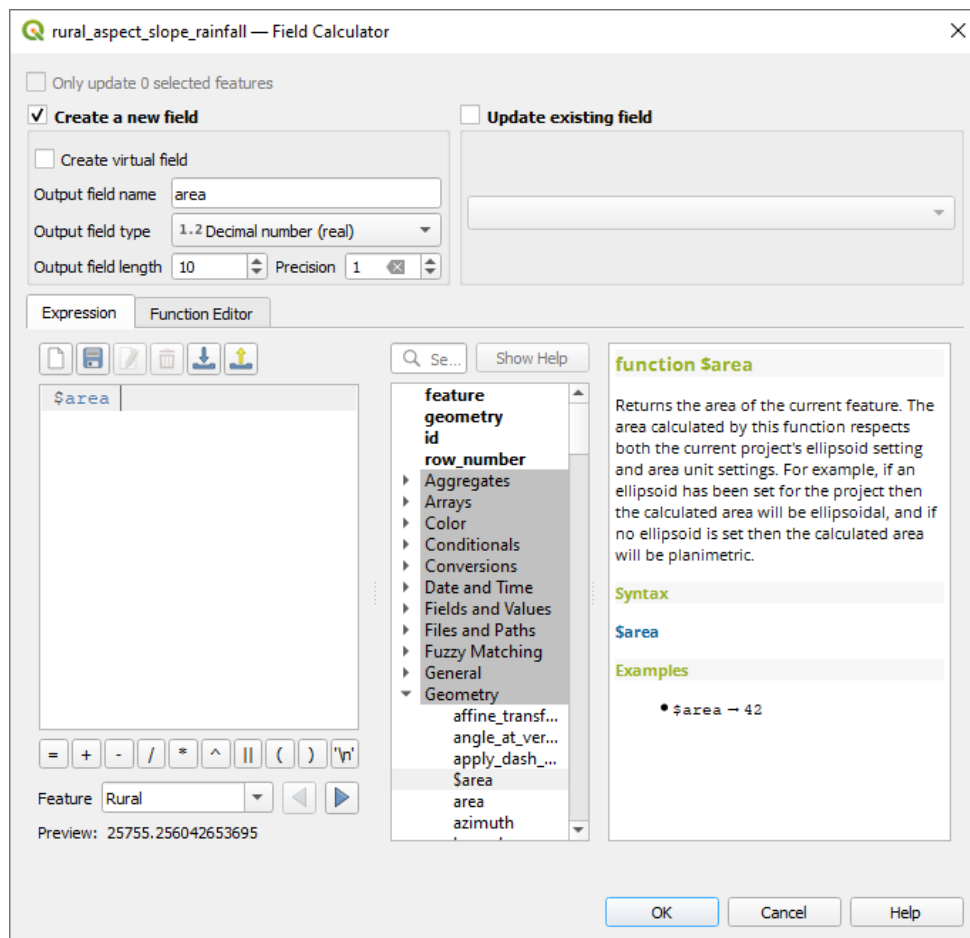 rural_aspect_slope_rainfall — Field Calculator
Only update 0 selected features
Create a new field
Update existing field
Create virtual field
Output field name area
Output field type 1.2 Decimal number (real)
Output field length 10 Precision 1
Expression Function Editor
Se... Show Help
$area
feature
geometry
id
row_number
Aggregates
Arrays
Color
Conditionals
Conversions
Date and Time
Fields and Values
Files and Paths
Fuzzy Matching
General
Geometry
affine_transf...
angle_at_ver...
apply_dash_...
$area
area
azimuth
function $area
Returns the area of the current feature. The
area calculated by this function respects
both the current project's ellipsoid setting
and area unit settings. For example, if an
ellipsoid has been set for the project then
the calculated area will be ellipsoidal, and if
no ellipsoid is set then the calculated area
will be planimetric.
Syntax
$area
Examples
• $area → 42
= + - / * ^ || ( ) '\n'
Feature Rural
Preview: 25755.256042653695
OK Cancel Help